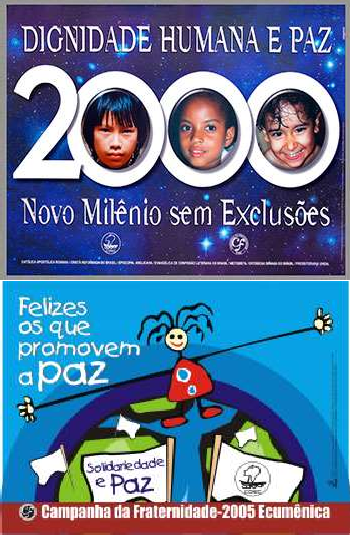 DIGNIDADE HUMANA E PAZ
2000
Novo Milênio sem Exclusões
Felizes
os que
promovem
a paz
Solidariedade
e Paz
Campanha da Fraternidade-2005 Ecumênica